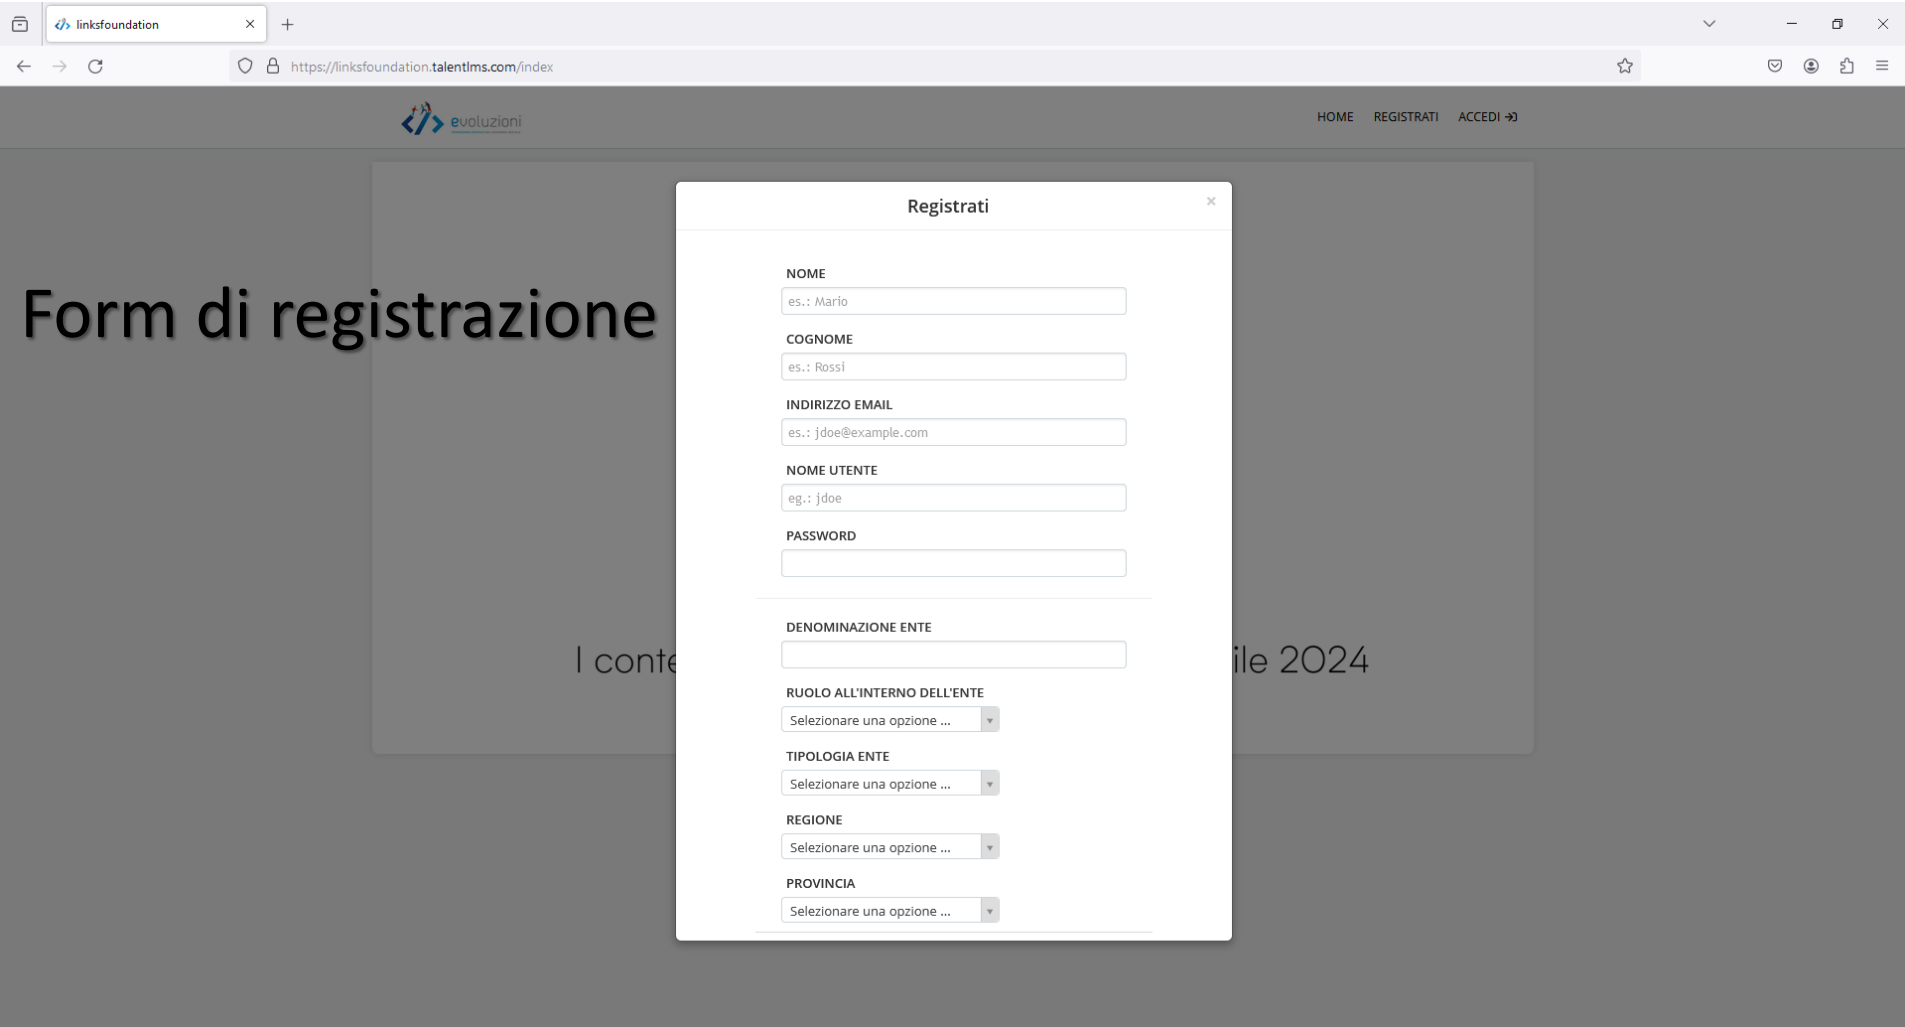 linksfoundation
https://linksfoundation.talentlms.com/index
evoluzioni
HOME
REGISTRATI
ACCEDI
Form di registrazione
Registrati
NOME
es.: Mario
COGNOME
es.: Rossi
INDIRIZZO EMAIL
es.: jdoe@example.com
NOME UTENTE
eg.: jdoe
PASSWORD
DENOMINAZIONE ENTE
I conte
ile 2024
RUOLO ALL'INTERNO DELL'ENTE
Selezionare una opzione ...
TIPOLOGIA ENTE
Selezionare una opzione ...
REGIONE
Selezionare una opzione ...
PROVINCIA
Selezionare una opzione ...